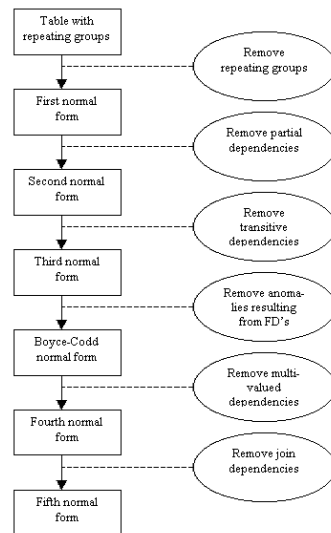 Table with
repeating groups
Remove
repeating groups
First normal
form
Remove partial
dependencies
Second normal
form
Remove
transitive
dependencies
Third normal
form
Remove anoma-
lies resulting
from FD's
Boyce-Codd
normal form
Remove multi-
valued
dependencies
Fourth normal
form
Remove join
dependencies
Fifth normal
form